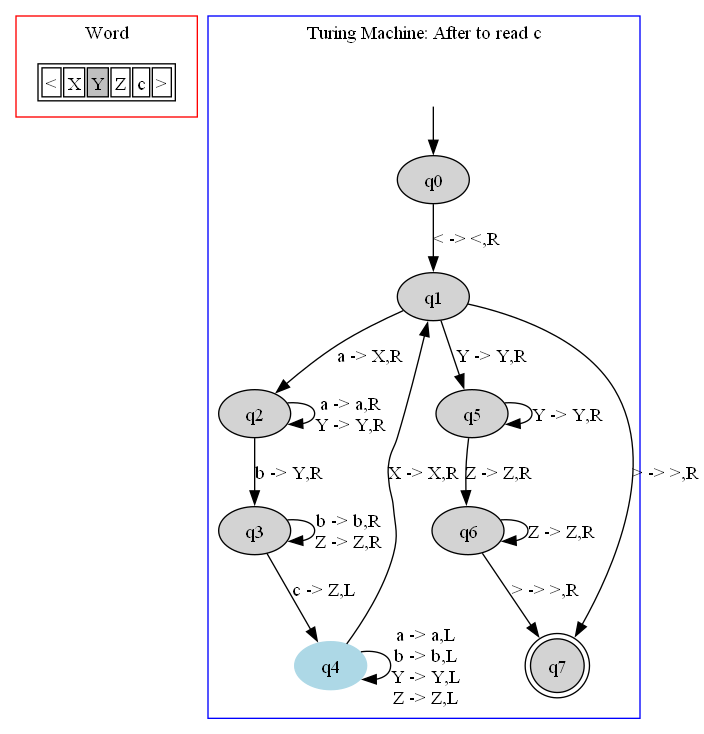 Word
< X Y Z c >
Turing Machine: After to read c
q0
< -> <,R
q1
a -> X,R
Y -> Y,R
q2
a -> a,R
Y -> Y,R
q5
Y -> Y,R
b -> Y,R
X -> X,R
Z -> Z,R
> -> >,R
q3
b -> b,R
Z -> Z,R
q6
Z -> Z,R
c -> Z,L
> -> >,R
q4
a -> a,L
b -> b,L
Y -> Y,L
Z -> Z,L
q7